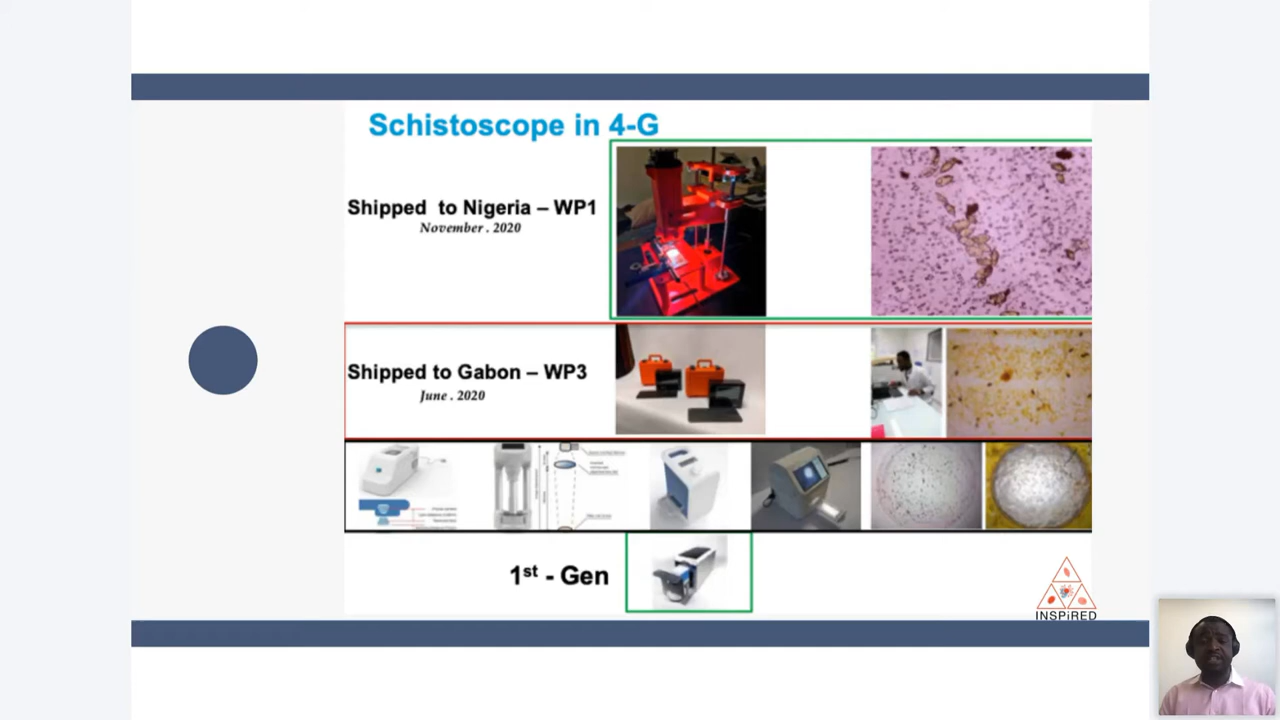 Schistoscope in 4-G
Shipped to Nigeria – WP1
November . 2020
Shipped to Gabon – WP3
June . 2020
1st - Gen
INSPiRED